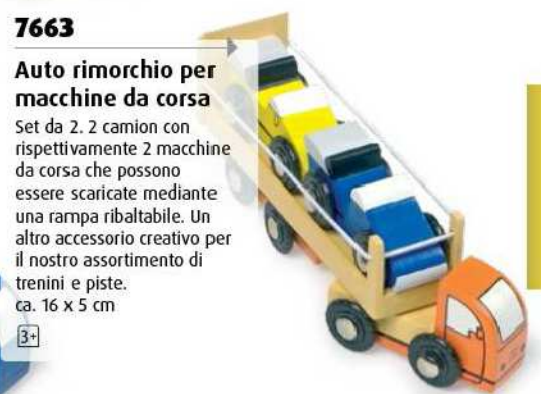 7663
Auto rimorchio per
macchine da corsa
Set da 2. 2 camion con
rispettivamente 2 macchine
da corsa che possono
essere scaricate mediante
una rampa ribaltabile. Un
altro accessorio creativo per
il nostro assortimento di
trenini e piste.
ca. 16 x 5 cm
3+